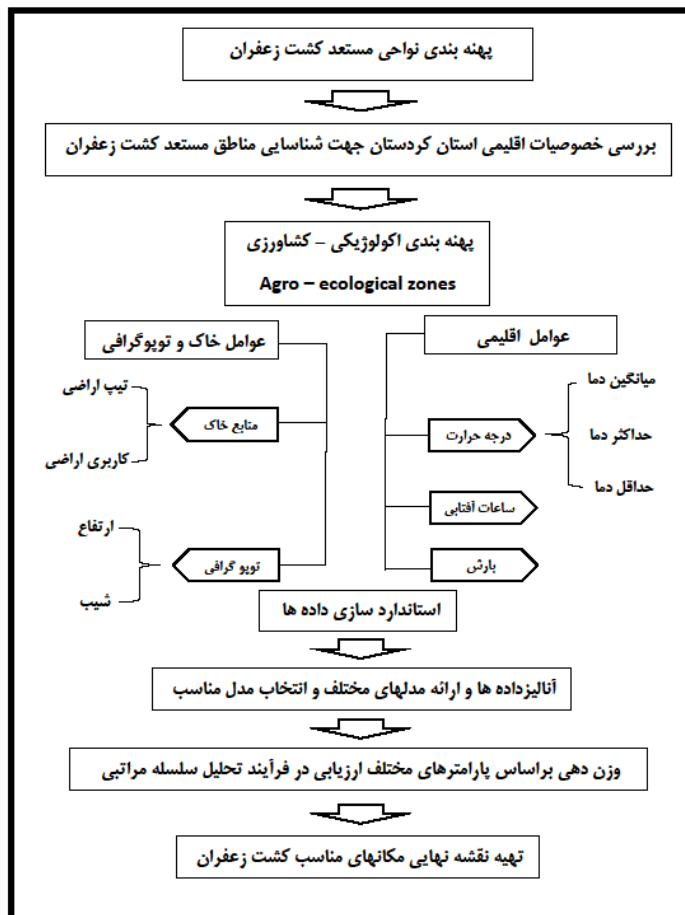 پهنه بندی نواحی مستعد کشت زعفران
بررسی خصوصیات اقلیمی استان کردستان جهت شناسایی مناطق مستعد کشت زعفران
پهنه بندی اکولوژیکی – کشاورزی
Agro – ecological zones
عوامل اقلیمی
درجه حرارت
میانگین دما
حداکثر دما
حداقل دما
ساعات آفتابی
بارش
عوامل خاک و توپوگرافی
منابع خاک
تیپ اراضی
کاربری اراضی
توپو گرافی
ارتفاع
شیب
استاندارد سازی داده ها
آنالیزداده ها و ارائه مدلهای مختلف و انتخاب مدل مناسب
وزن دهی براساس پارامترهای مختلف ارزیابی در فرآیند تحلیل سلسله مراتبی
تهیه نقشه نهایی مکانهای مناسب کشت زعفران